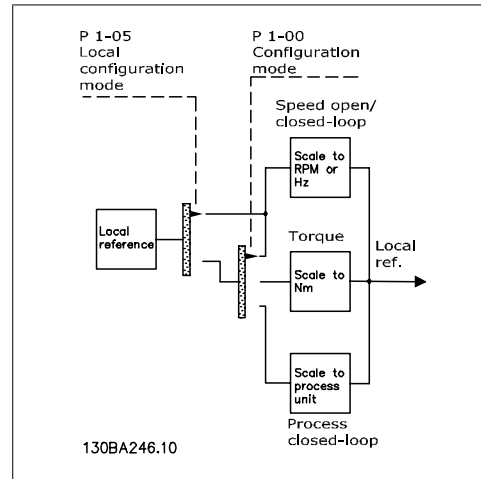 P 1-05
Local
configuration
mode
P 1-00
Configuration
mode
Speed open/
closed-loop
Scale to
RPM or
Hz
Local
reference
Torque
Scale to
Nm
Local
ref.
Scale to
process
unit
Process
closed-loop
130BA246.10